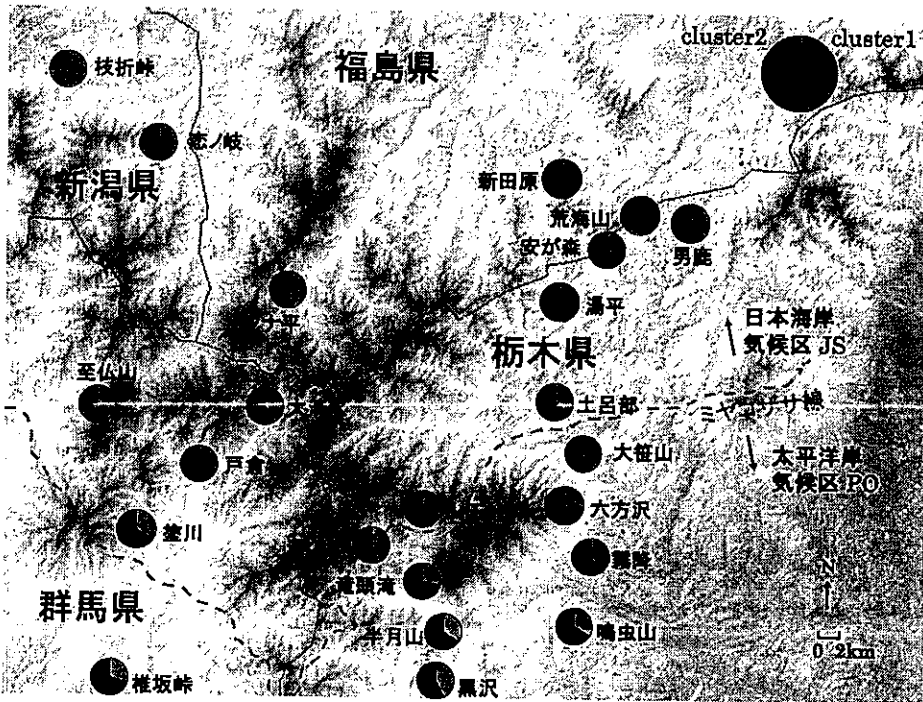 cluster2
cluster1
枝折峠
福島県
恋ノ岐
新潟県
新田原
荒海山
安が森
男鹿
湯平
日本海岸
気候区 JS
栃木県
至仏山
土呂部
ミヤコザサ線
大笹山
太平洋岸
気候区 PO
戸倉
六方沢
釜川
霧降
竜頭滝
N
群馬県
半月山
鳴虫山
0 2km
椎坂峠
黒沢